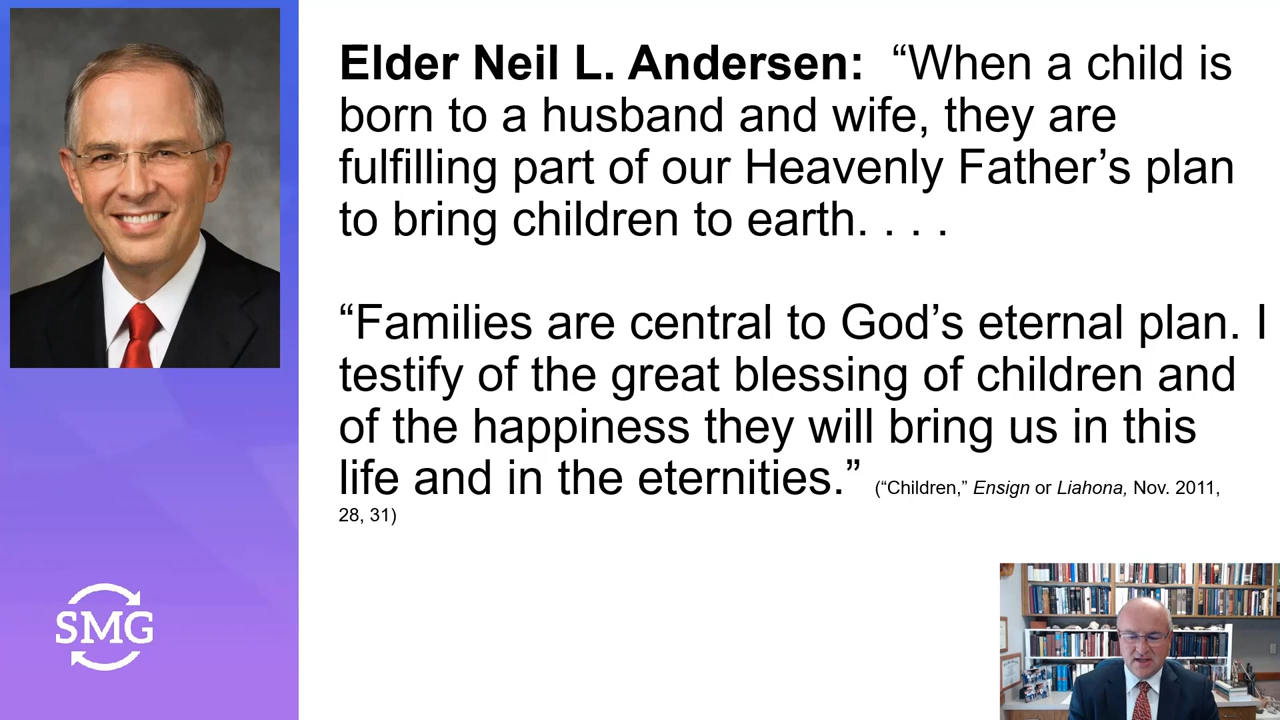 Elder Neil L. Andersen: “When a child is
born to a husband and wife, they are
fulfilling part of our Heavenly Father’s plan
to bring children to earth. . . .
“Families are central to God’s eternal plan. I
testify of the great blessing of children and
of the happiness they will bring us in this
life and in the eternities.” (“Children,” Ensign or Liahona, Nov. 2011,
28, 31)
SMG